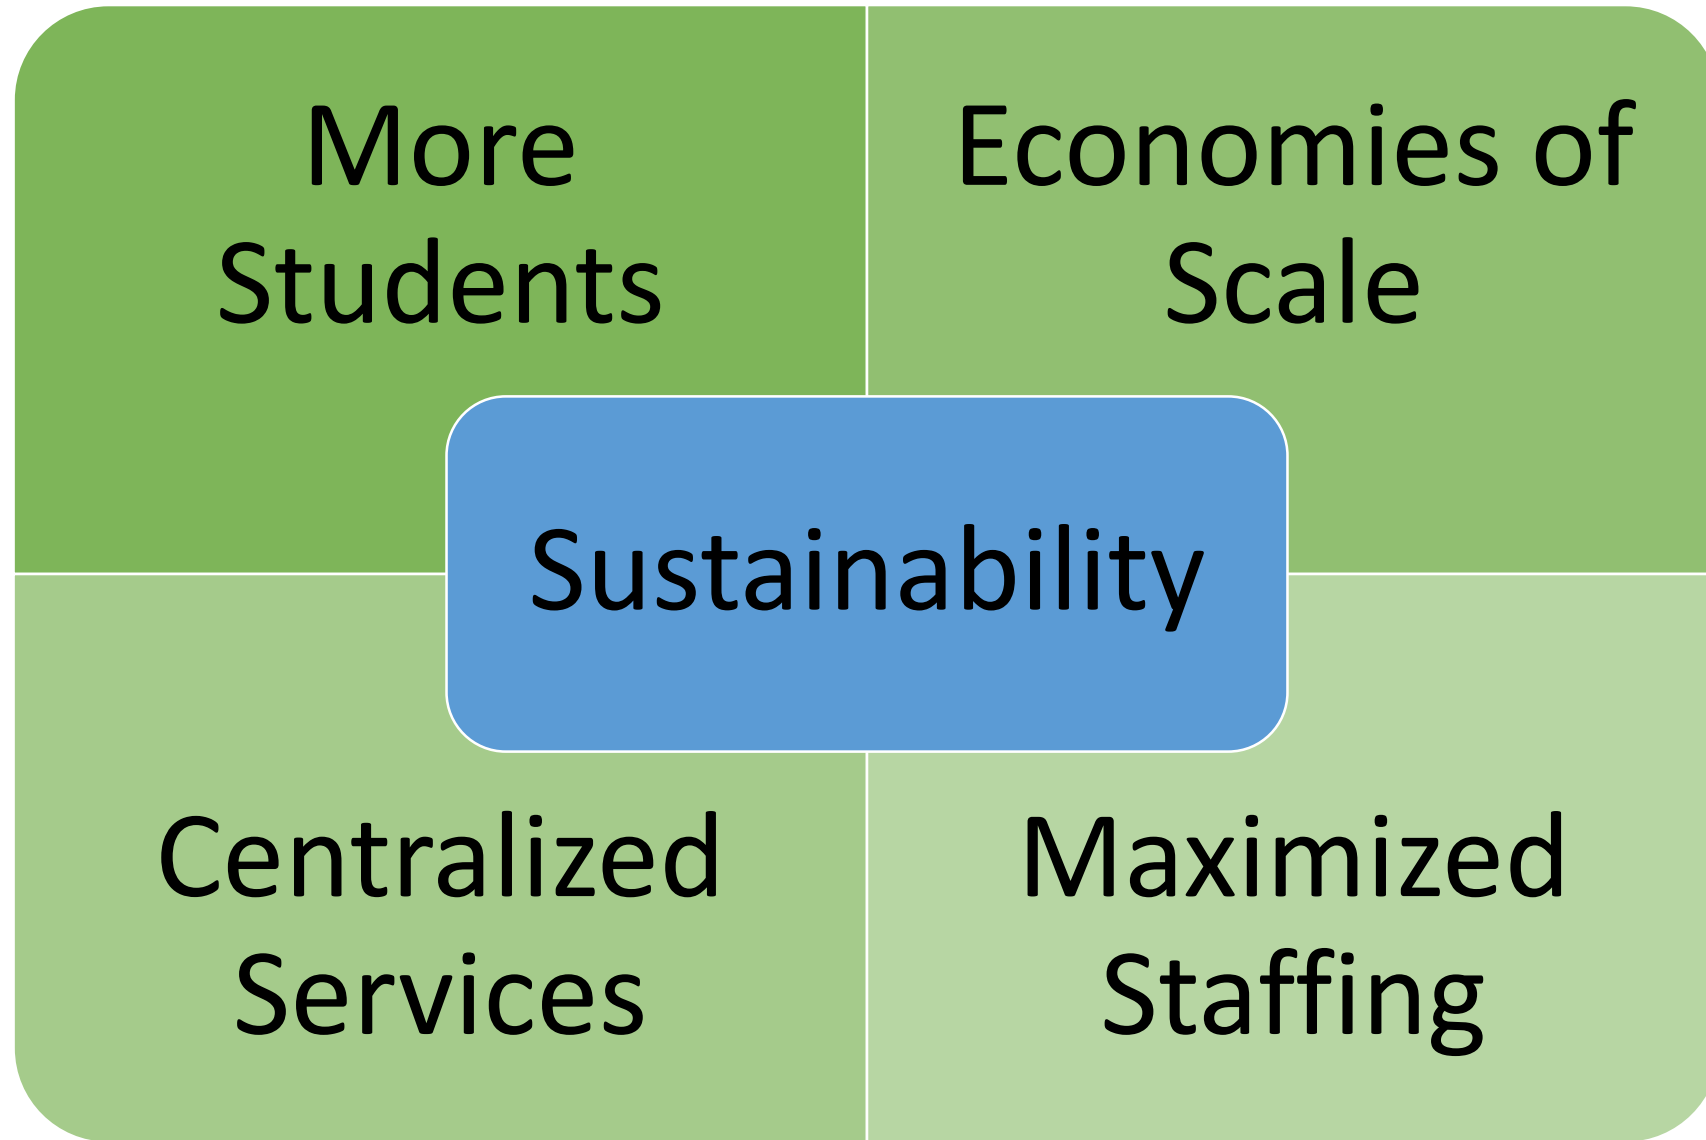 More
Students
Economies of
Scale
Sustainability
Centralized
Services
Maximized
Staffing